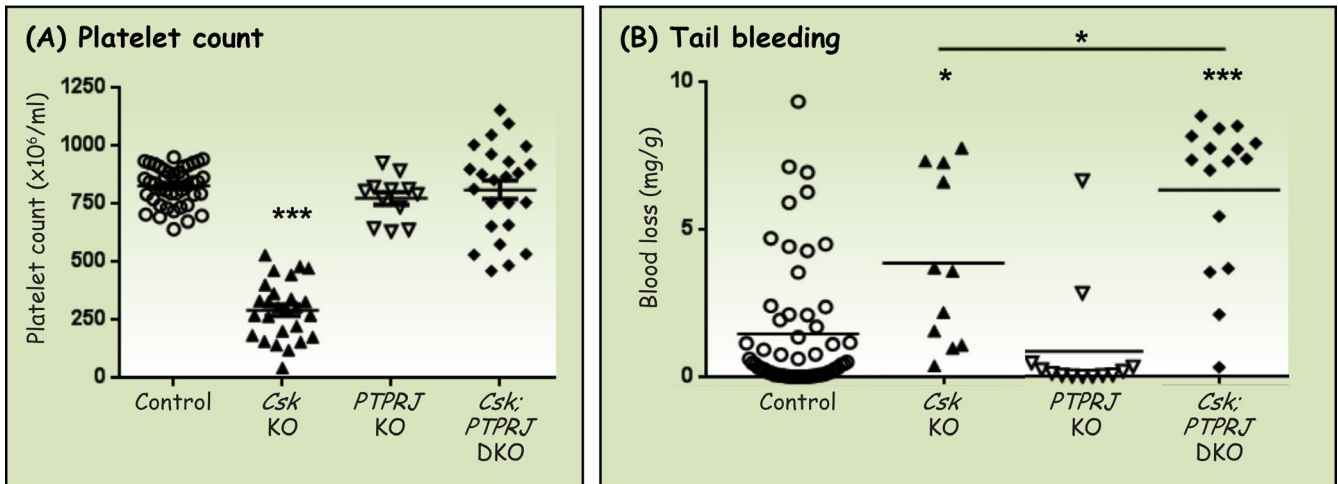 (A) Platelet count
Platelet count (x10⁶/ml)
1250
1000
750
500
250
0
***
Control
Csk
KO
PTPRJ
KO
Csk;
PTPRJ
DKO
(B) Tail bleeding
*
*
***
Blood loss (mg/g)
10
5
0
Control
Csk
KO
PTPRJ
KO
Csk;
PTPRJ
DKO